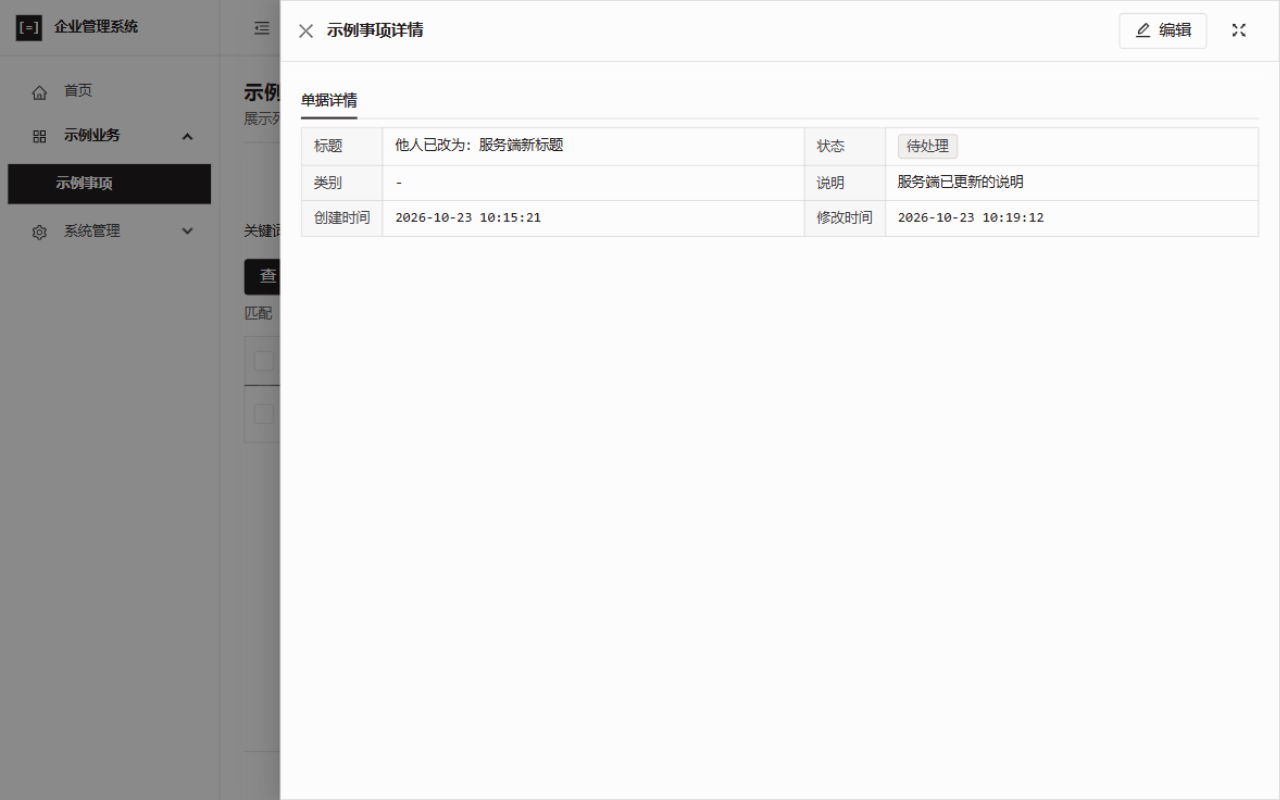 [=] 企业管理系统
首页
示例业务
示例事项
系统管理
示例
展示列
关键词
查
匹配
示例事项详情
编辑
单据详情
标题 他人已改为：服务端新标题 状态 待处理
类别 - 说明 服务端已更新的说明
创建时间 2026-10-23 10:15:21 修改时间 2026-10-23 10:19:12